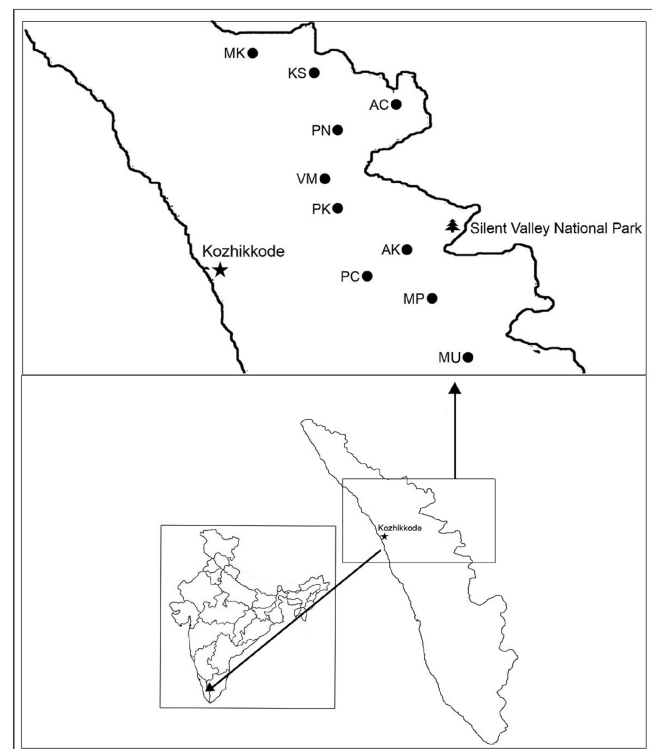 MK
KS
AC
PN
VM
PK
Silent Valley National Park
Kozhikkode
AK
PC
MP
MU
Kozhikkode